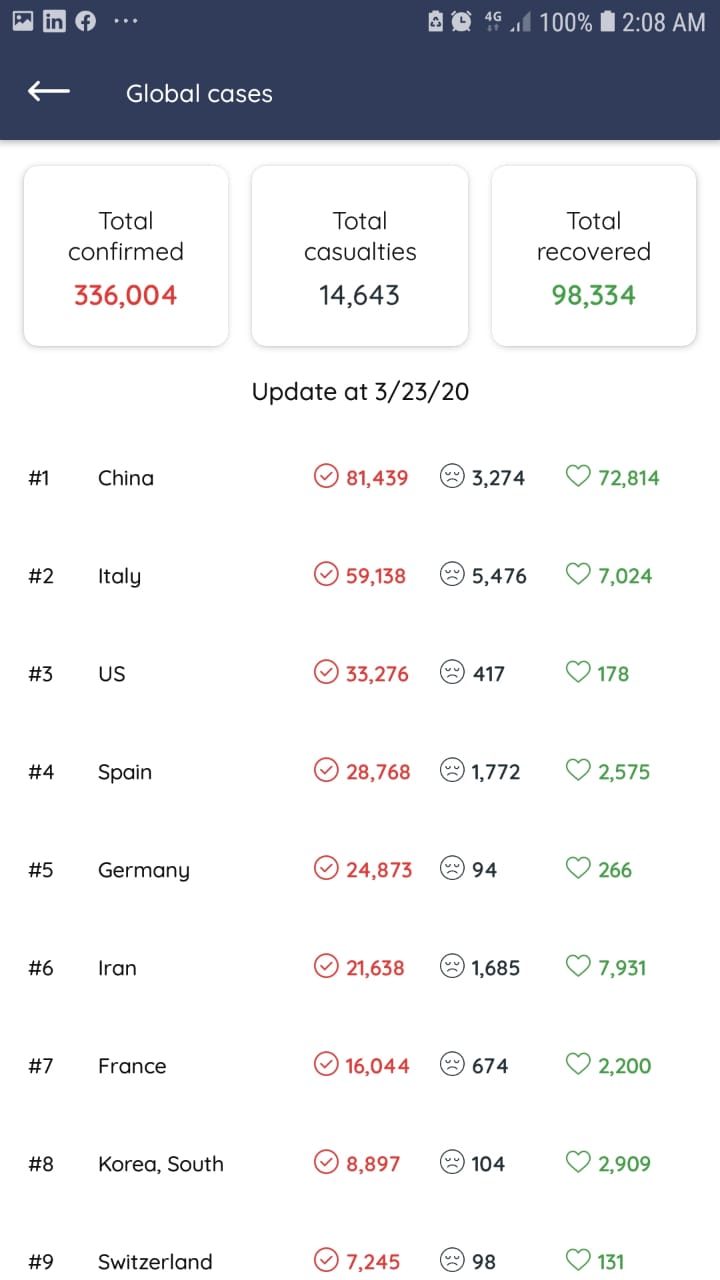 4G 100% 2:08 AM
Global cases
Total confirmed
336,004
Total casualties
14,643
Total recovered
98,334
Update at 3/23/20
#1 China 81,439 3,274 72,814
#2 Italy 59,138 5,476 7,024
#3 US 33,276 417 178
#4 Spain 28,768 1,772 2,575
#5 Germany 24,873 94 266
#6 Iran 21,638 1,685 7,931
#7 France 16,044 674 2,200
#8 Korea, South 8,897 104 2,909
#9 Switzerland 7,245 98 131